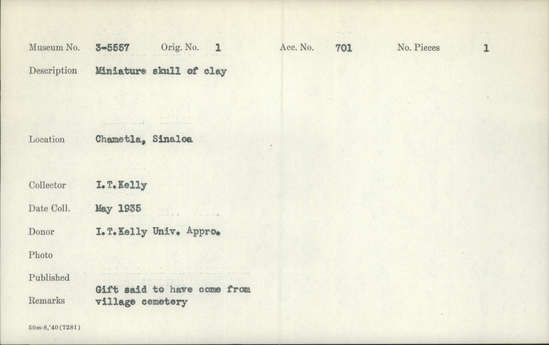 Museum No. 3-5557 Orig. No. 1 Acc. No. 701 No. Pieces 1
Description Miniature skull of clay
Location Chametla, Sinaloa
Collector I.T.Kelly
Date Coll. May 1935
Donor I.T.Kelly Univ. Appro.
Photo
Published
Gift said to have come from
Remarks village cemetery
50m-8,'40(7281)